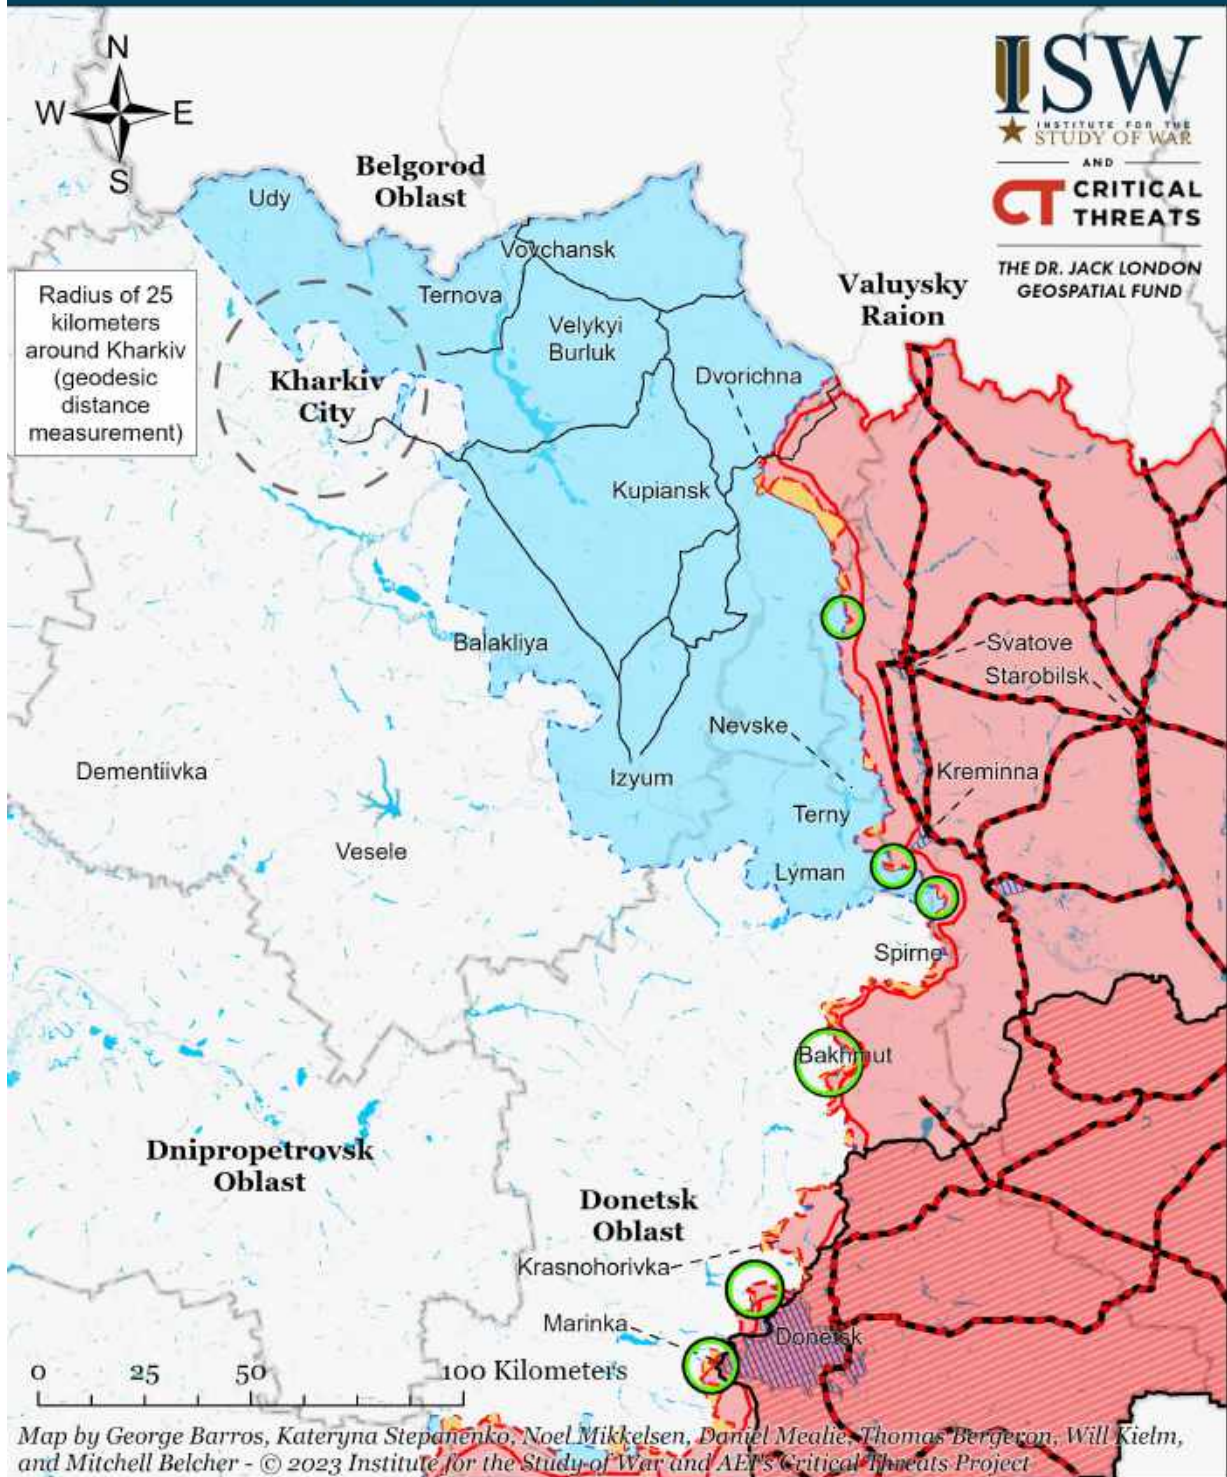 N
W E
S
ISW
INSTITUTE FOR THE
STUDY OF WAR
AND
CT CRITICAL
THREATS
THE DR. JACK LONDON
GEOSPATIAL FUND
Belgorod
Oblast
Udy
Vovchansk
Ternova
Velykyi
Burluk
Valuysky
Raion
Radius of 25
kilometers
around Kharkiv
(geodesic
distance
measurement)
Kharkiv
City
Dvorichna
Kupiansk
Balakliya
Svatove
Starobilsk
Nevske
Izyum
Kreminna
Dementiivka
Terny
Vesele
Lyman
Spirne
Bakhmut
Dnipropetrovsk
Oblast
Donetsk
Oblast
Krasnohorivka
Marinka
Donetsk
0 25 50 100 Kilometers
Map by George Barros, Kateryna Stepanenko, Noel Mikkelsen, Daniel Mealie, Thomas Bergeron, Will Kielm,
and Mitchell Belcher - © 2023 Institute for the Study of War and AEI's Critical Threats Project